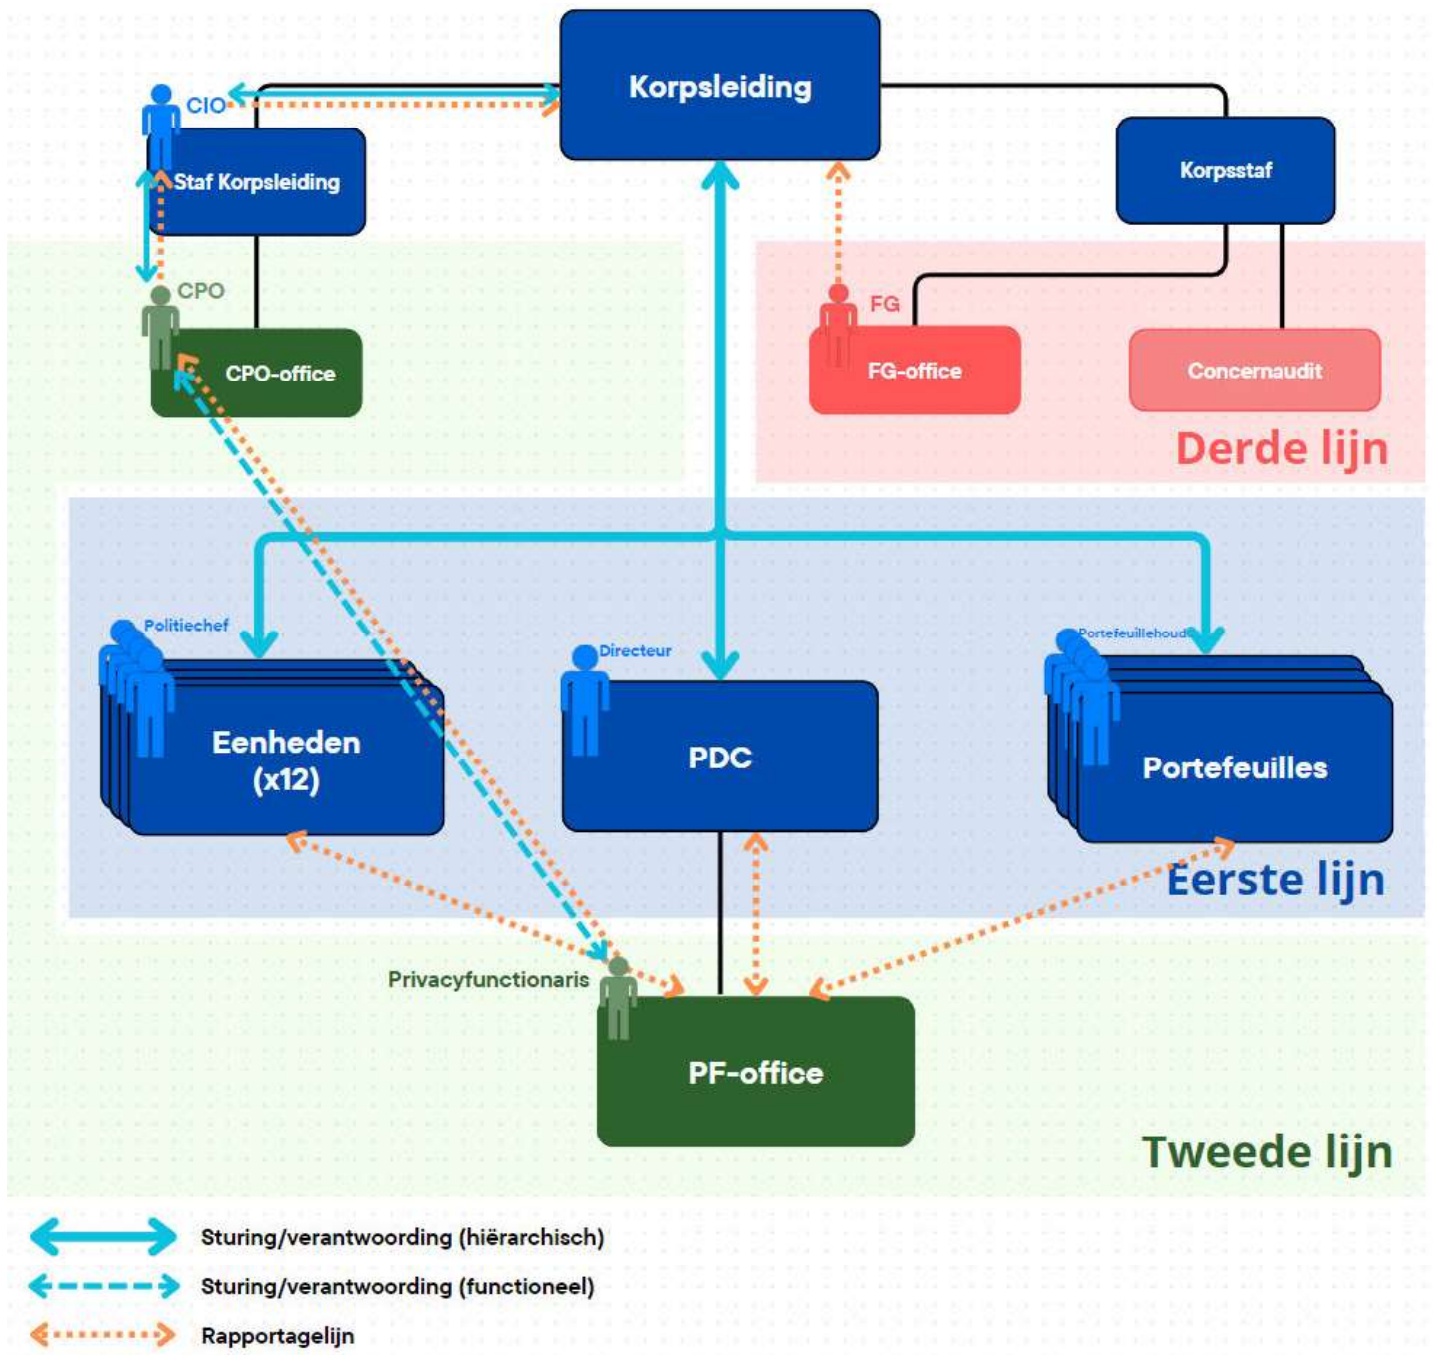 Korpsleiding
CIO
Staf Korpsleiding
Korpsstaf
CPO
CPO-office
FG
FG-office
Concernaudit
Derde lijn
Politiechef
Directeur
Portefeuillehoud
Eenheden
(x12)
PDC
Portefeuilles
Eerste lijn
Privacyfunctionaris
PF-office
Tweede lijn
Sturing/verantwoording (hiërarchisch)
Sturing/verantwoording (functioneel)
Rapportagelijn